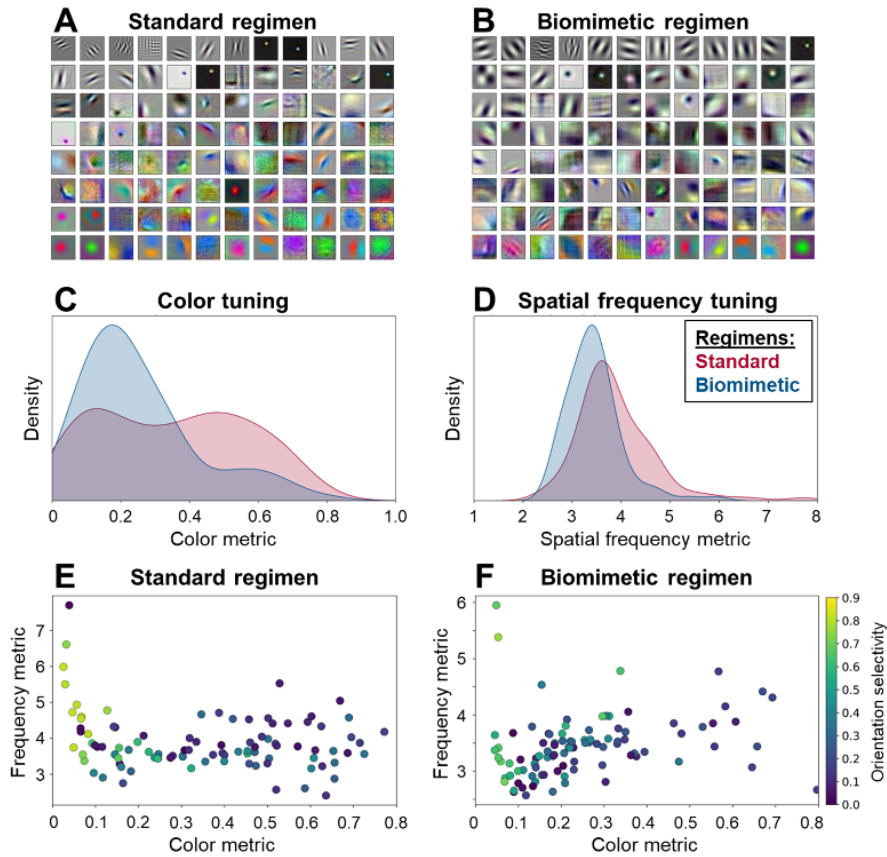 A Standard regimen
B Biomimetic regimen
C Color tuning
Density
0 0.2 0.4 0.6 0.8 1.0
Color metric
D Spatial frequency tuning
Regimens:
Standard
Biomimetic
Density
1 2 3 4 5 6 7 8
Spatial frequency metric
E Standard regimen
Frequency metric
7
6
5
4
3
0 0.1 0.2 0.3 0.4 0.5 0.6 0.7 0.8
Color metric
F Biomimetic regimen
Frequency metric
6
5
4
3
0 0.1 0.2 0.3 0.4 0.5 0.6 0.7 0.8
Color metric
0.9
0.8
0.7
0.6
0.5
0.4
0.3
0.2
0.1
0.0
Orientation selectivity